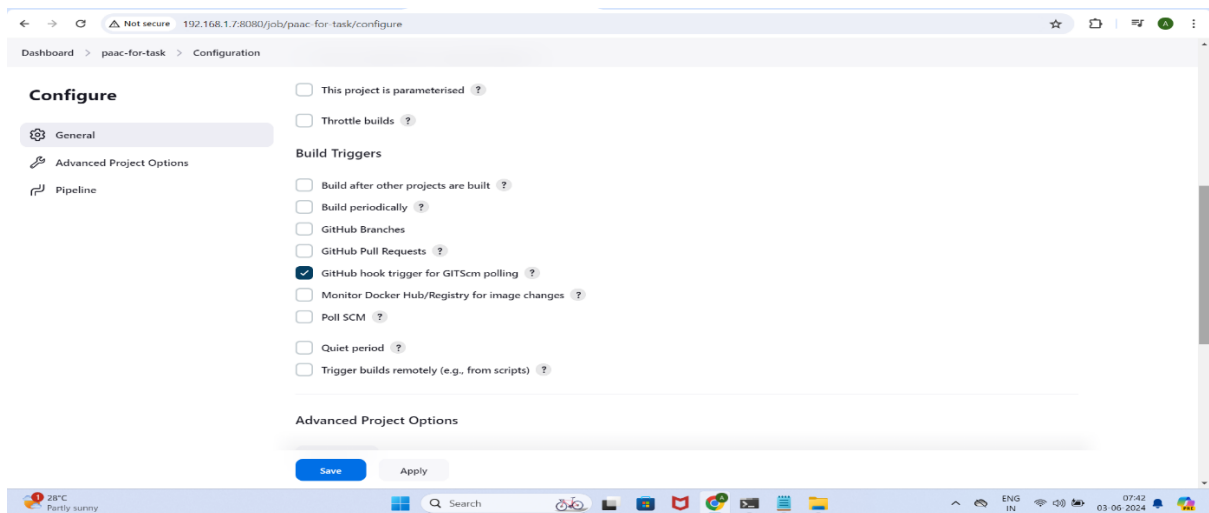 Not secure 192.168.1.7:8080/job/paac-for-task/configure
A
Dashboard > paac-for-task > Configuration
Configure
General
Advanced Project Options
Pipeline
This project is parameterised ?
Throttle builds ?
Build Triggers
Build after other projects are built ?
Build periodically ?
GitHub Branches
GitHub Pull Requests ?
GitHub hook trigger for GITScm polling ?
Monitor Docker Hub/Registry for image changes ?
Poll SCM ?
Quiet period ?
Trigger builds remotely (e.g., from scripts) ?
Advanced Project Options
Save Apply
1 28°C
Partly sunny
Search
ENG
IN
07:42
03-06-2024
PRE